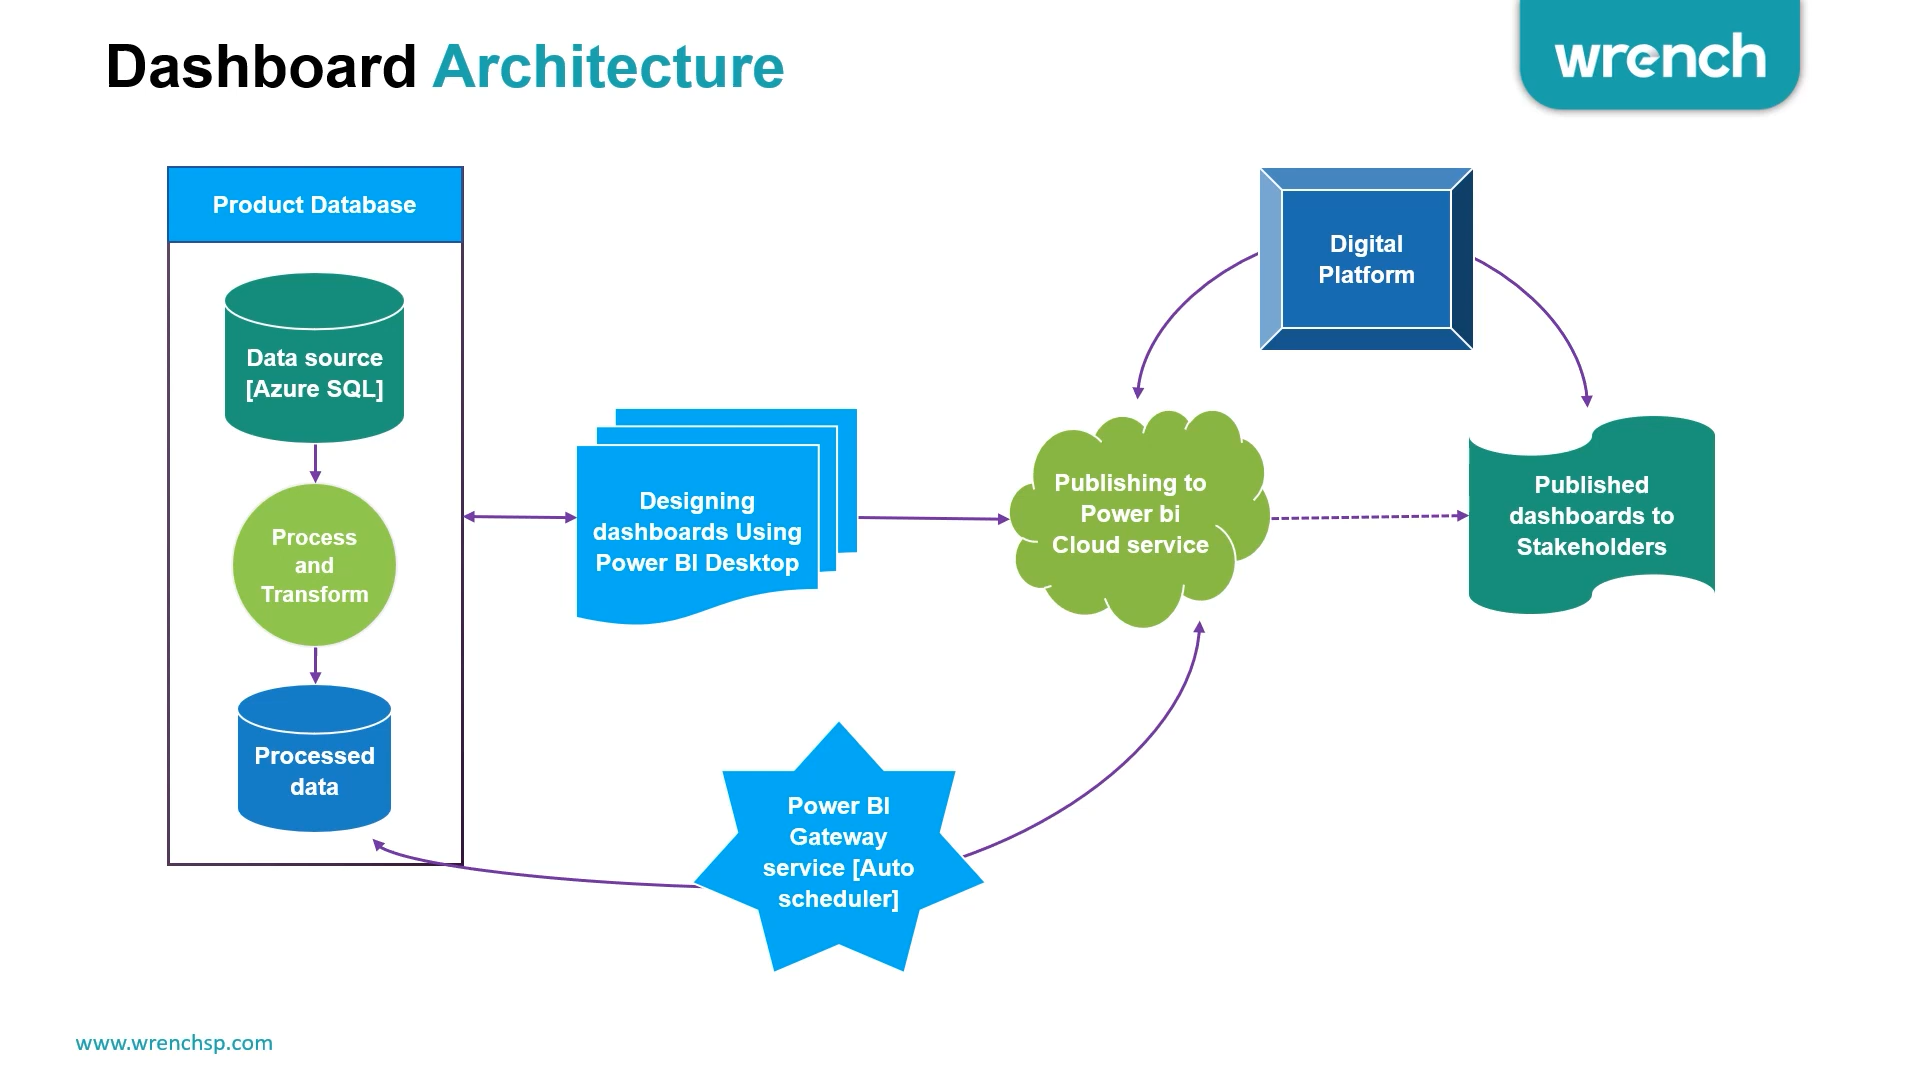 Dashboard Architecture
wrench
Product Database
Data source
[Azure SQL]
Process
and
Transform
Processed
data
Designing
dashboards Using
Power BI Desktop
Publishing to
Power bi
Cloud service
Digital
Platform
Published
dashboards to
Stakeholders
Power BI
Gateway
service [Auto
scheduler]
www.wrenchsp.com